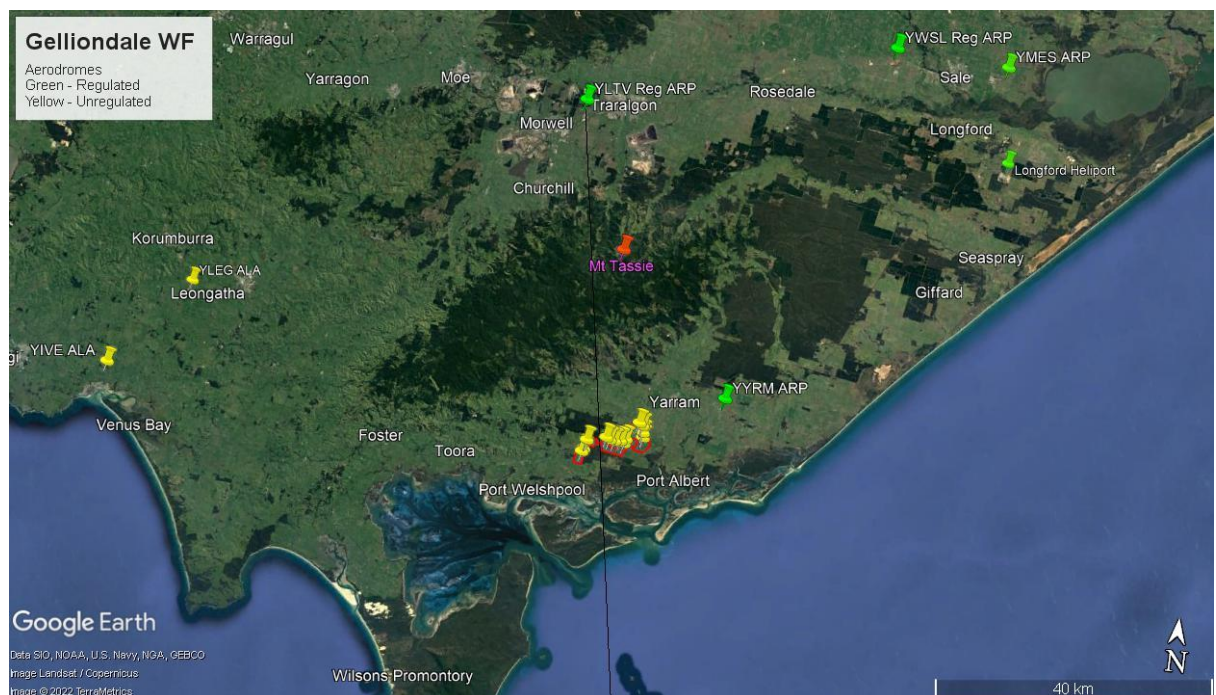 Gelliondale WF
Aerodromes
Green - Regulated
Yellow - Unregulated
Warragul
Yarragon
Moe
YWSL Reg ARP
YMES ARP
Sale
YLTV Reg ARP
Traralgon
Rosedale
Morwell
Longford
Longford Heliport
Churchill
Korumburra
Mt Tassie
Seaspray
YLEG ALA
Leongatha
Giffard
YIVE ALA
gi
YYRM ARP
Yarram
Venus Bay
Foster
Toora
Port Welshpool
Port Albert
Google Earth
Data SIO, NOAA, U.S. Navy, NGA, GEBCO
Image Landsat / Copernicus
Image © 2022 TerraMetrics
Wilsons Promontory
N
40 km